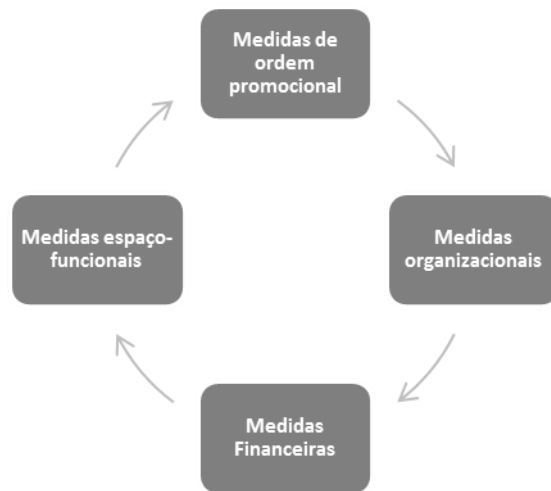 Medidas de
ordem
promocional
Medidas
organizacionais
Medidas
Financeiras
Medidas espaço-
funcionais